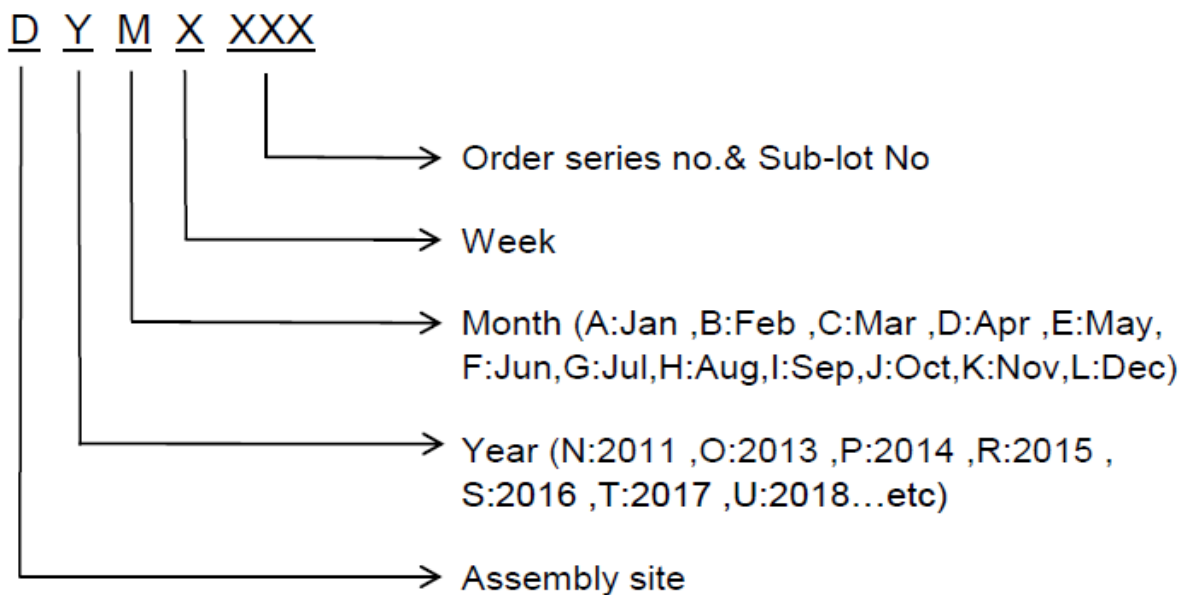 D Y M X XXX
Order series no.& Sub-lot No
Week
Month (A:Jan ,B:Feb ,C:Mar ,D:Apr ,E:May,
F:Jun,G:Jul,H:Aug,I:Sep,J:Oct,K:Nov,L:Dec)
Year (N:2011 ,O:2013 ,P:2014 ,R:2015 ,
S:2016 ,T:2017 ,U:2018...etc)
Assembly site